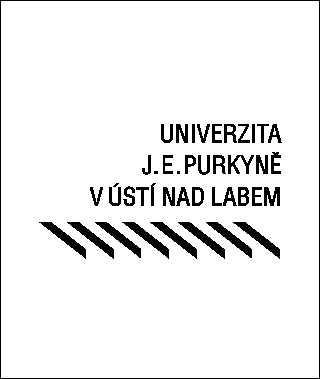 UNIVERZITA
J. E. PURKYNĚ
V ÚSTÍ NAD LABEM